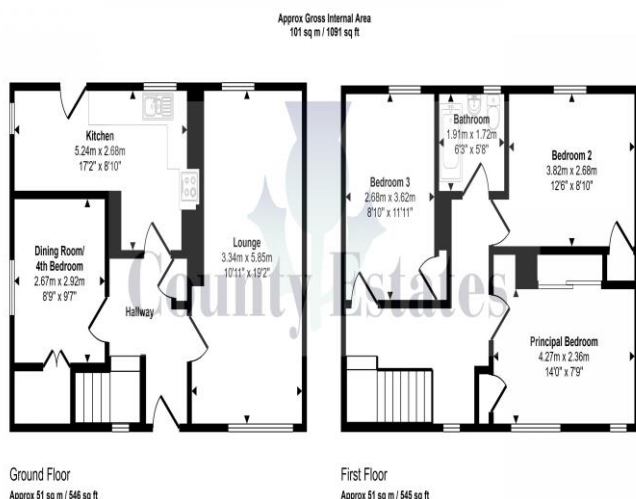 Approx Gross Internal Area
101 sq m / 1091 sq ft
Kitchen
5.24m x 2.68m
17'2" x 8'10"
Lounge
3.34m x 5.85m
10'11" x 19'2"
Dining Room/
4th Bedroom
2.67m x 2.92m
8'9" x 9'7"
Hallway
Bathroom
1.91m x 1.72m
6'3" x 5'8"
Bedroom 2
3.82m x 2.68m
12'6" x 8'10"
Bedroom 3
2.68m x 3.62m
8'10" x 11'11"
Principal Bedroom
4.27m x 2.36m
14'0" x 7'9"
County Estates
Ground Floor
Approx 51 sq m / 546 sq ft
First Floor
Approx 51 sq m / 545 sq ft